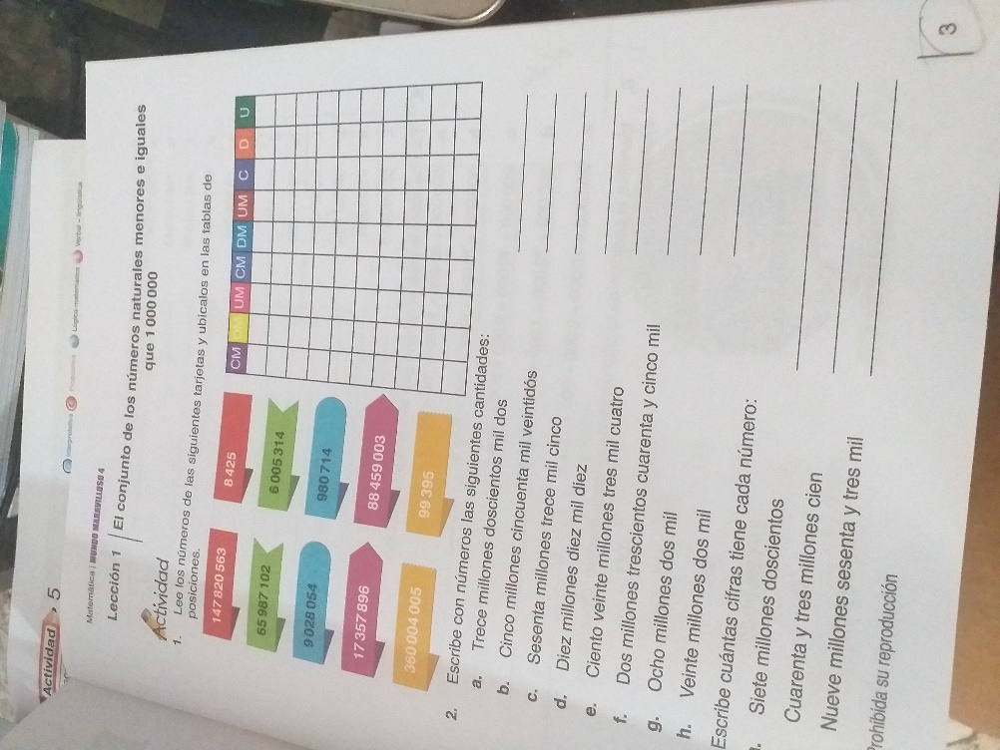 Actividad 5
Matemática | MUNDO MARAVILLOSO 4
Lógico matemática
Verbal - lingüística
Lección 1 | El conjunto de los números naturales menores e iguales
que 1 000 000
Actividad
1. Lee los números de las siguientes tarjetas y ubícalos en las tablas de
posiciones.
147 820 563
8 425
65 987 102
6 005 314
9 028 054
980 714
17 357 896
88 459 003
360 004 005
99 395
CM DM UM CM DM UM C D U
2. Escribe con números las siguientes cantidades:
a. Trece millones doscientos mil dos
b. Cinco millones cincuenta mil veintidós
c. Sesenta millones trece mil cinco
d. Diez millones diez mil diez
e. Ciento veinte millones tres mil cuatro
f. Dos millones trescientos cuarenta y cinco mil
g. Ocho millones dos mil
h. Veinte millones dos mil
Escribe cuántas cifras tiene cada número:
Siete millones doscientos
Cuarenta y tres millones cien
Nueve millones sesenta y tres mil
rohibida su reproducción
3